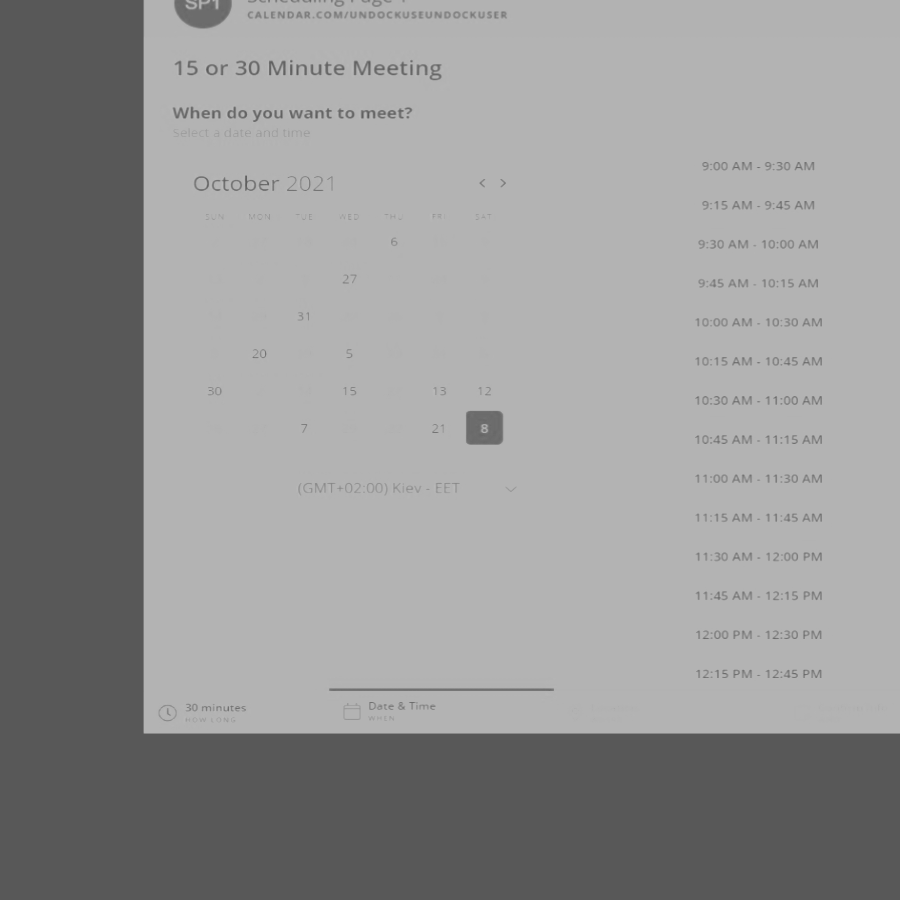 SP1
Scheduling Page 1
CALENDAR.COM/UNDOCKUSEUNDOCKUSER
15 or 30 Minute Meeting
When do you want to meet?
Select a date and time
October 2021
SUN MON TUE WED THU FRI SAT
6
27
31
20 5
30 15 13 12
7 21 8
(GMT+02:00) Kiev - EET
9:00 AM - 9:30 AM
9:15 AM - 9:45 AM
9:30 AM - 10:00 AM
9:45 AM - 10:15 AM
10:00 AM - 10:30 AM
10:15 AM - 10:45 AM
10:30 AM - 11:00 AM
10:45 AM - 11:15 AM
11:00 AM - 11:30 AM
11:15 AM - 11:45 AM
11:30 AM - 12:00 PM
11:45 AM - 12:15 PM
12:00 PM - 12:30 PM
12:15 PM - 12:45 PM
30 minutes
HOW LONG
Date & Time
WHEN